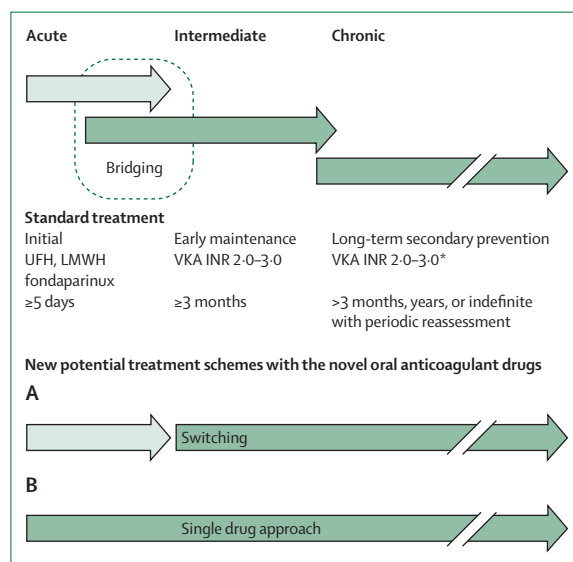 Acute Intermediate Chronic
Bridging
Standard treatment
Initial Early maintenance Long-term secondary prevention
UFH, LMWH VKA INR 2·0–3·0 VKA INR 2·0–3·0*
fondaparinux
≥5 days ≥3 months >3 months, years, or indefinite
with periodic reassessment
New potential treatment schemes with the novel oral anticoagulant drugs
A
Switching
B
Single drug approach